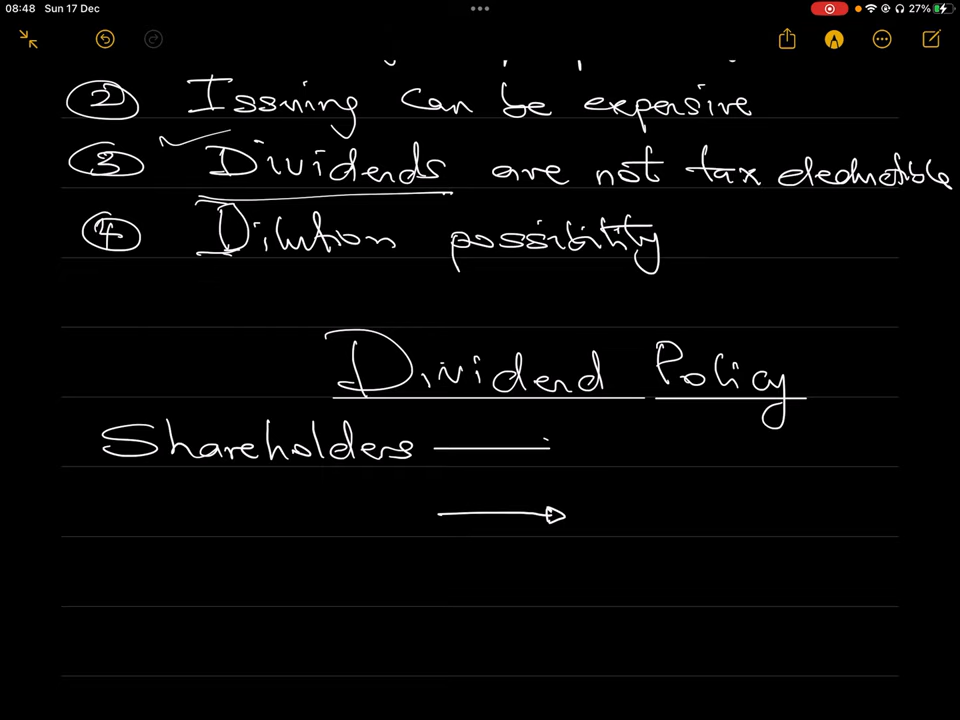 08:48 Sun 17 Dec 27%
② Issuing can be expensive
③ Dividends are not tax deductible
④ Dilution possibility
Dividend Policy
Shareholders